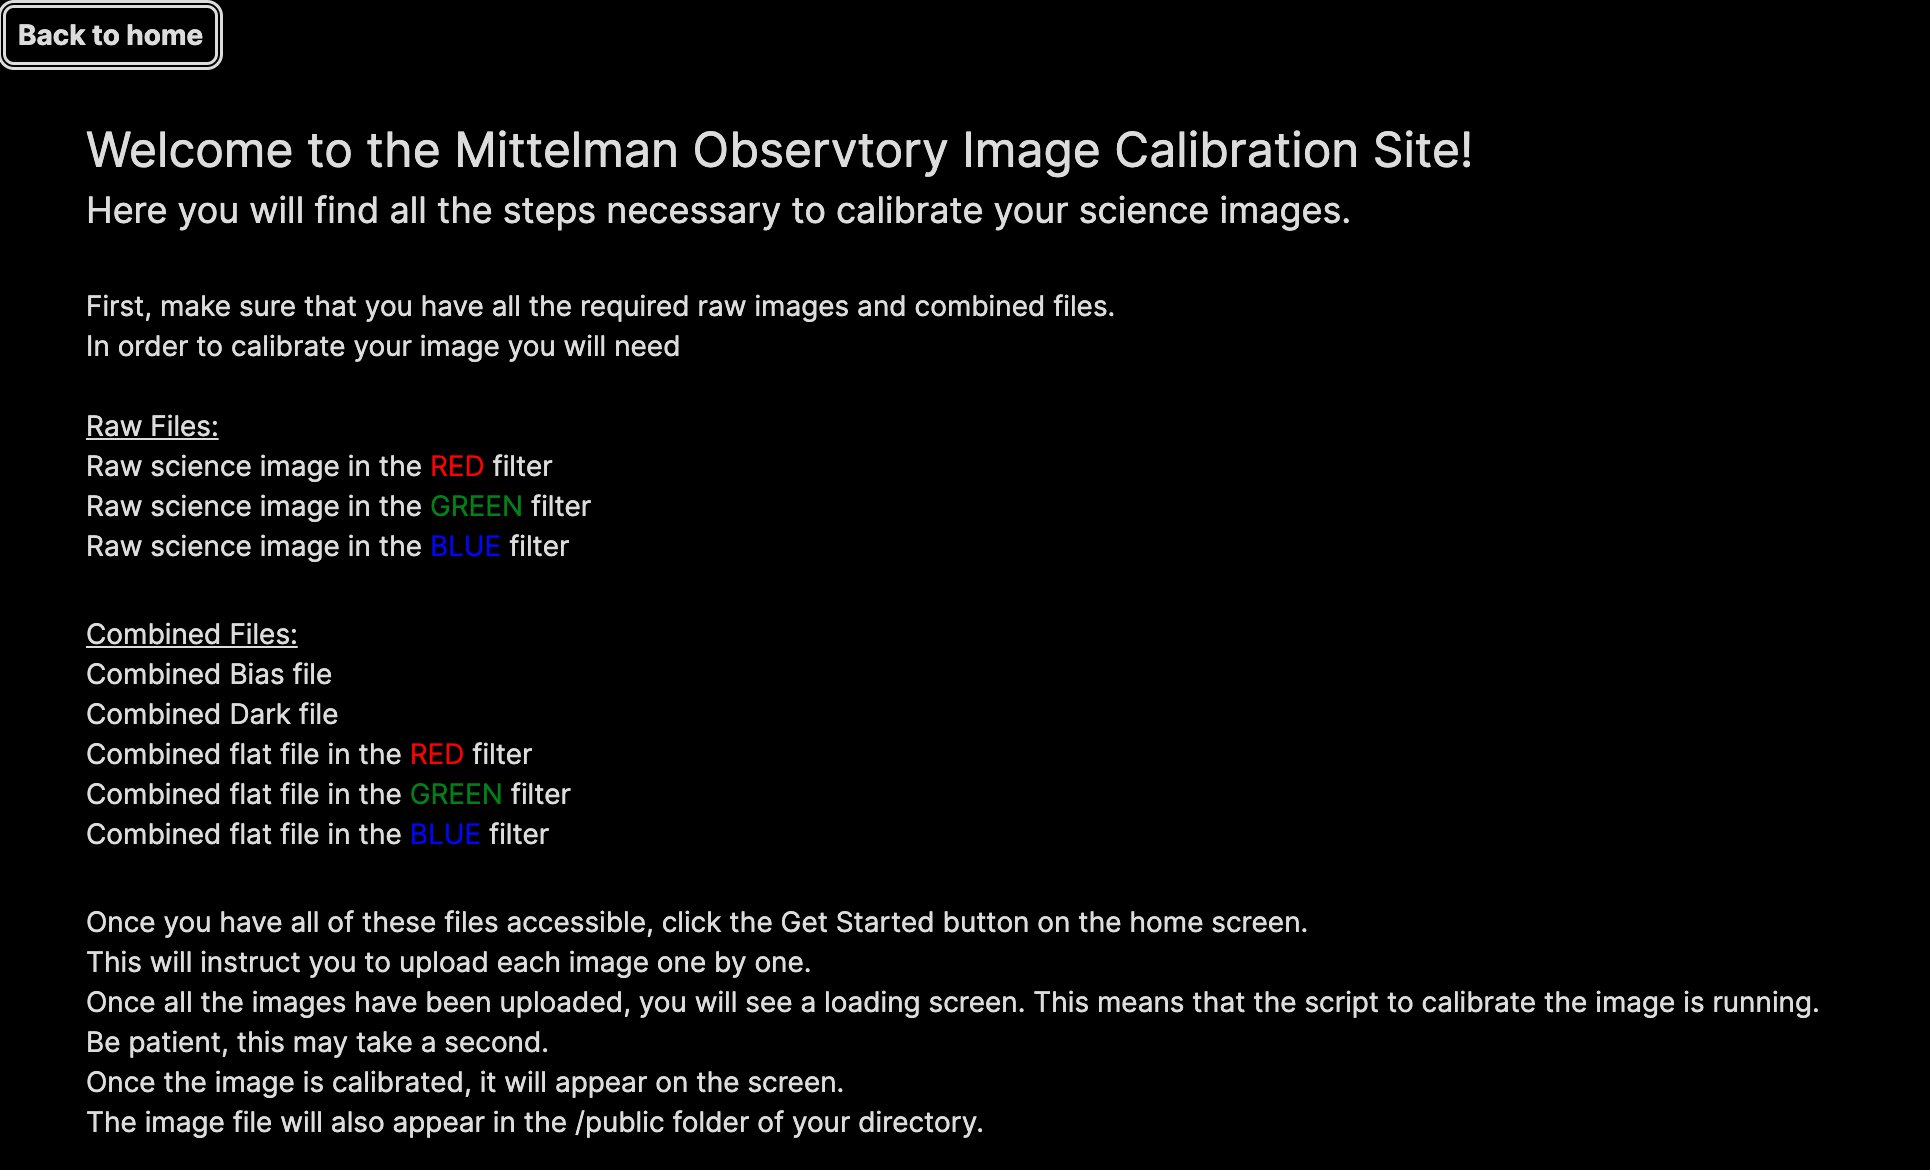 Back to home
Welcome to the Mittelman Observtory Image Calibration Site!
Here you will find all the steps necessary to calibrate your science images.
First, make sure that you have all the required raw images and combined files.
In order to calibrate your image you will need
Raw Files:
Raw science image in the RED filter
Raw science image in the GREEN filter
Raw science image in the BLUE filter
Combined Files:
Combined Bias file
Combined Dark file
Combined flat file in the RED filter
Combined flat file in the GREEN filter
Combined flat file in the BLUE filter
Once you have all of these files accessible, click the Get Started button on the home screen.
This will instruct you to upload each image one by one.
Once all the images have been uploaded, you will see a loading screen. This means that the script to calibrate the image is running.
Be patient, this may take a second.
Once the image is calibrated, it will appear on the screen.
The image file will also appear in the /public folder of your directory.